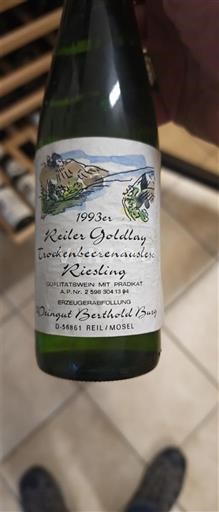 1993er
Reiler Goldlay
Trockenbeerenauslese
Riesling
QUALITÄTSWEIN MIT PRÄDIKAT
A.P. Nr. 2 598 304 13 94
ERZEUGERABFÜLLUNG
Weingut Berthold Burg
D-56861 REIL/MOSEL